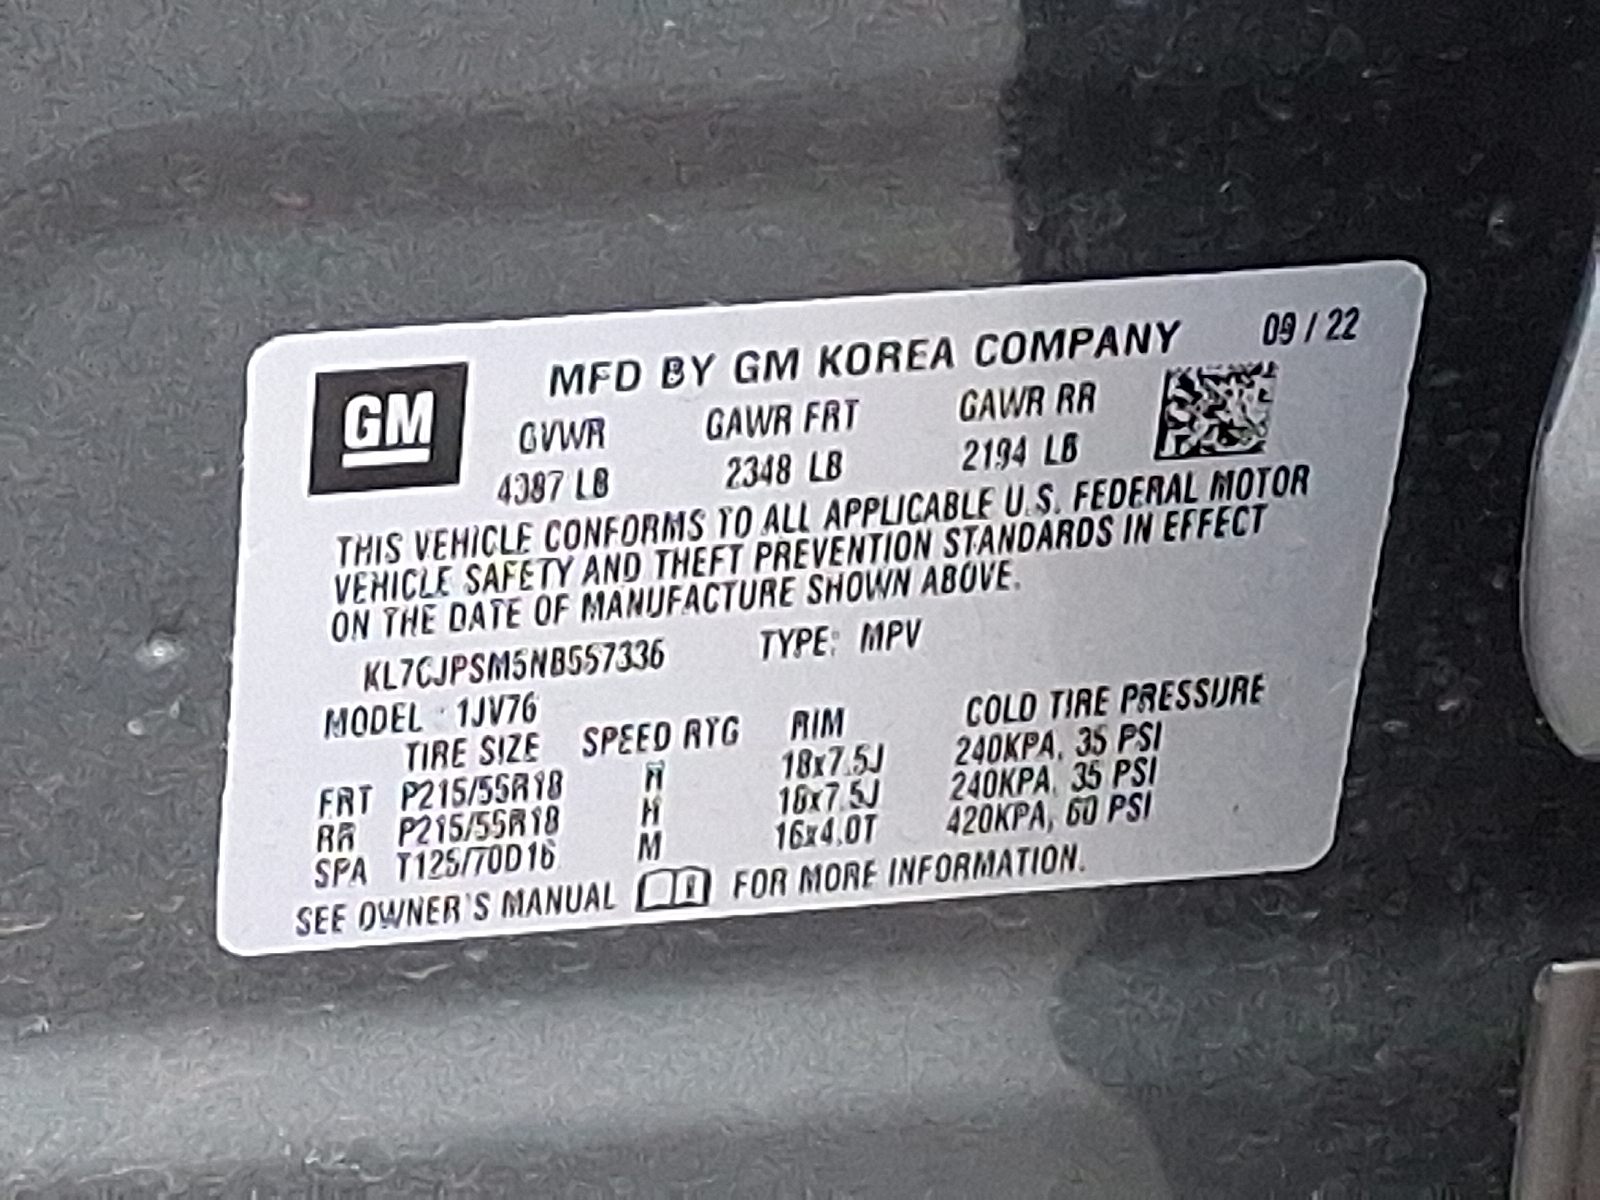 MFD BY GM KOREA COMPANY 09 / 22
GM
GVWR GAWR FRT GAWR RR
4387 LB 2348 LB 2194 LB
THIS VEHICLE CONFORMS TO ALL APPLICABLE U.S. FEDERAL MOTOR
VEHICLE SAFETY AND THEFT PREVENTION STANDARDS IN EFFECT
ON THE DATE OF MANUFACTURE SHOWN ABOVE.
KL7CJPSM5NB557336 TYPE: MPV
MODEL 1JV76
TIRE SIZE SPEED RTG RIM COLD TIRE PRESSURE
FRT P215/55R18 H 18x7.5J 240KPA, 35 PSI
RR P215/55R18 H 18x7.5J 240KPA, 35 PSI
SPA T125/70D16 M 16x4.0T 420KPA, 60 PSI
SEE OWNER'S MANUAL FOR MORE INFORMATION.